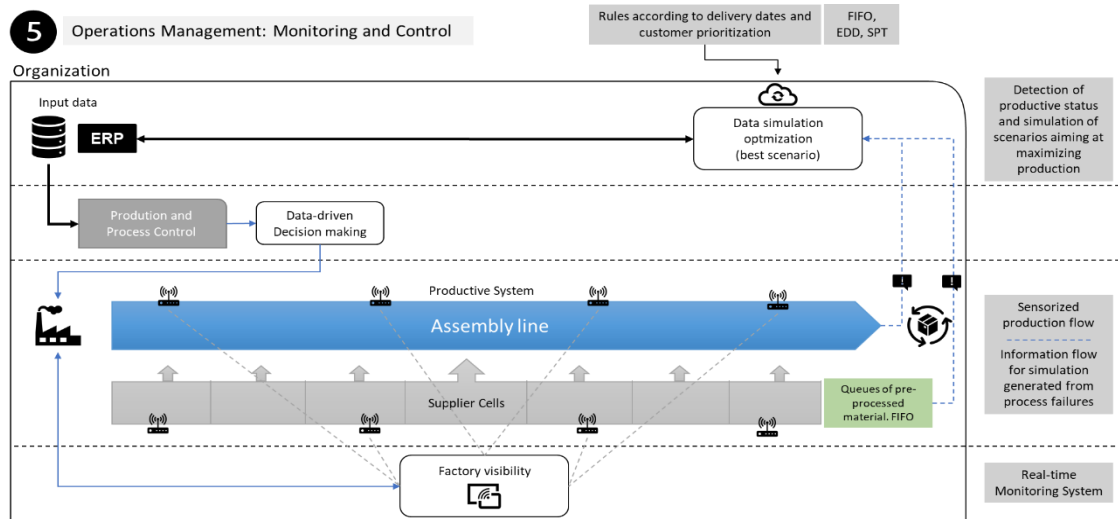 5
Operations Management: Monitoring and Control
Rules according to delivery dates and
customer prioritization
FIFO,
EDD, SPT
Organization
Input data
ERP
Data simulation
optmization
(best scenario)
Detection of
productive status
and simulation of
scenarios aiming at
maximizing
production
Prodution and
Process Control
Data-driven
Decision making
Productive System
Assembly line
Supplier Cells
Queues of pre-
processed
material. FIFO
Sensorized
production flow
Information flow
for simulation
generated from
process failures
Factory visibility
Real-time
Monitoring System